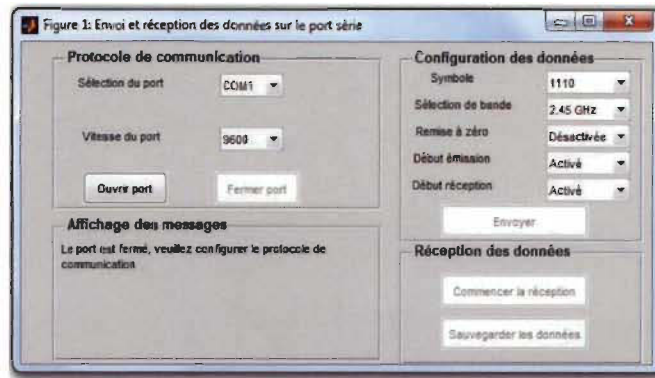 Figure 1: Envoi et réception des données sur le port série
Protocole de communication
Sélection du port
COM1
Vitesse du port
9600
Ouvrir port
Fermer port
Affichage des messages
Le port est fermé, veuillez configurer le protocole de
communication
Configuration des données
Symbole
1110
Sélection de bande
2.45 GHz
Remise à zéro
Désactivée
Début émission
Activé
Début réception
Activé
Envoyer
Réception des données
Commencer la réception
Sauvegarder les données